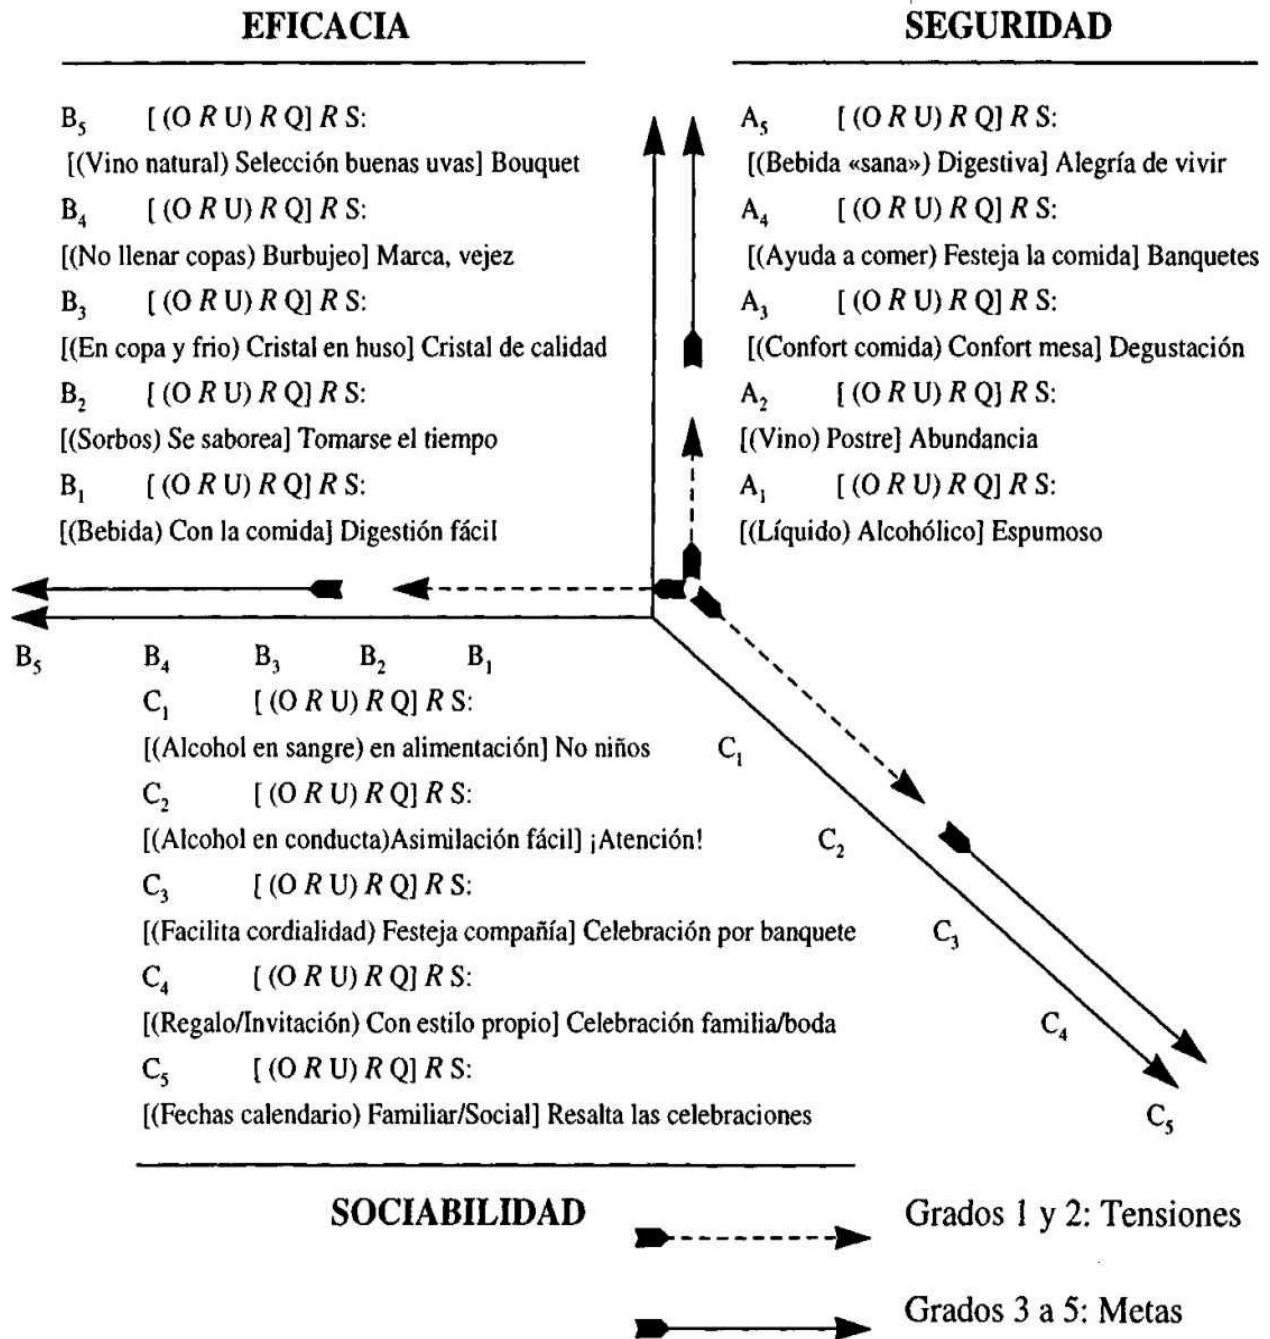 EFICACIA
B₅ [ (O R U) R Q] R S:
[(Vino natural) Selección buenas uvas] Bouquet
B₄ [ (O R U) R Q] R S:
[(No llenar copas) Burbujeo] Marca, vejez
B₃ [ (O R U) R Q] R S:
[(En copa y frio) Cristal en huso] Cristal de calidad
B₂ [ (O R U) R Q] R S:
[(Sorbos) Se saborea] Tomarse el tiempo
B₁ [ (O R U) R Q] R S:
[(Bebida) Con la comida] Digestión fácil
SEGURIDAD
A₅ [ (O R U) R Q] R S:
[(Bebida «sana») Digestiva] Alegría de vivir
A₄ [ (O R U) R Q] R S:
[(Ayuda a comer) Festeja la comida] Banquetes
A₃ [ (O R U) R Q] R S:
[(Confort comida) Confort mesa] Degustación
A₂ [ (O R U) R Q] R S:
[(Vino) Postre] Abundancia
A₁ [ (O R U) R Q] R S:
[(Líquido) Alcohólico] Espumoso
B₅ B₄ B₃ B₂ B₁
C₁ [ (O R U) R Q] R S:
[(Alcohol en sangre) en alimentación] No niños
C₂ [ (O R U) R Q] R S:
[(Alcohol en conducta)Asimilación fácil] ¡Atención!
C₃ [ (O R U) R Q] R S:
[(Facilita cordialidad) Festeja compañía] Celebración por banquete
C₄ [ (O R U) R Q] R S:
[(Regalo/Invitación) Con estilo propio] Celebración familia/boda
C₅ [ (O R U) R Q] R S:
[(Fechas calendario) Familiar/Social] Resalta las celebraciones
C₁
C₂
C₃
C₄
C₅
SOCIABILIDAD
Grados 1 y 2: Tensiones
Grados 3 a 5: Metas